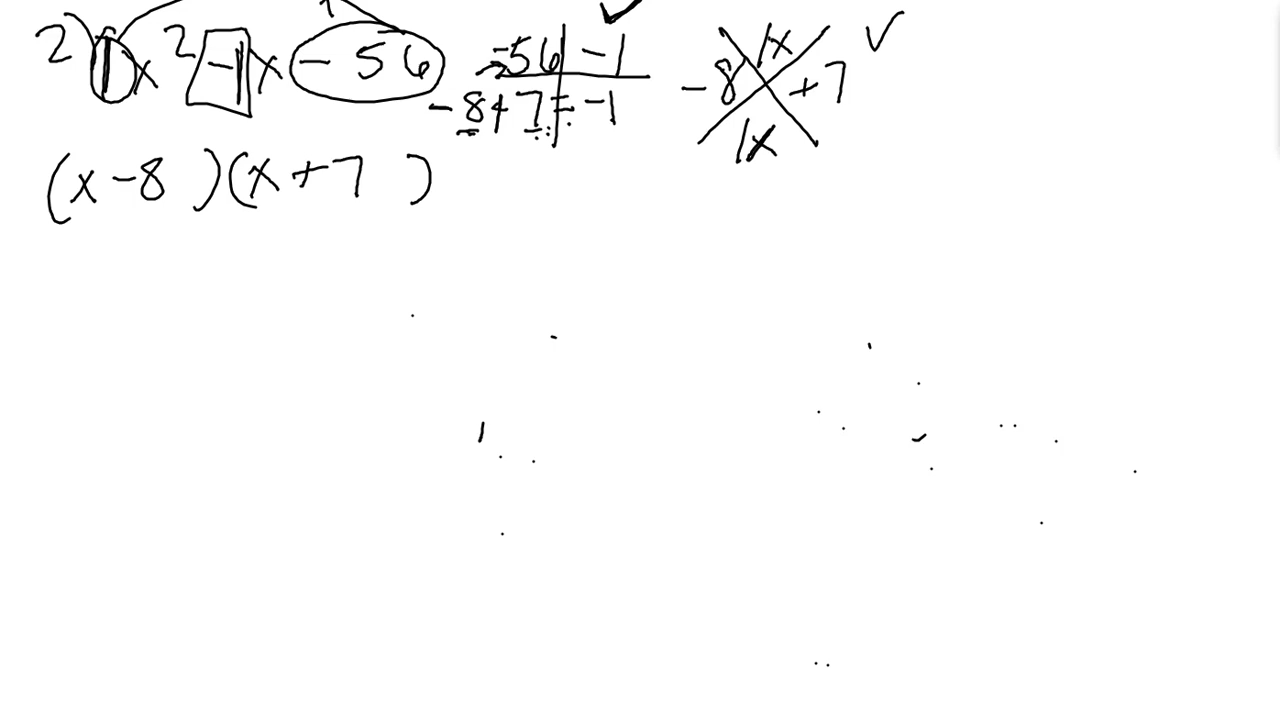 2) 1x² -1x - 56
-56 | -1
-8 + 7 = -1
1x
-8 +7
1x
(x - 8)(x + 7)